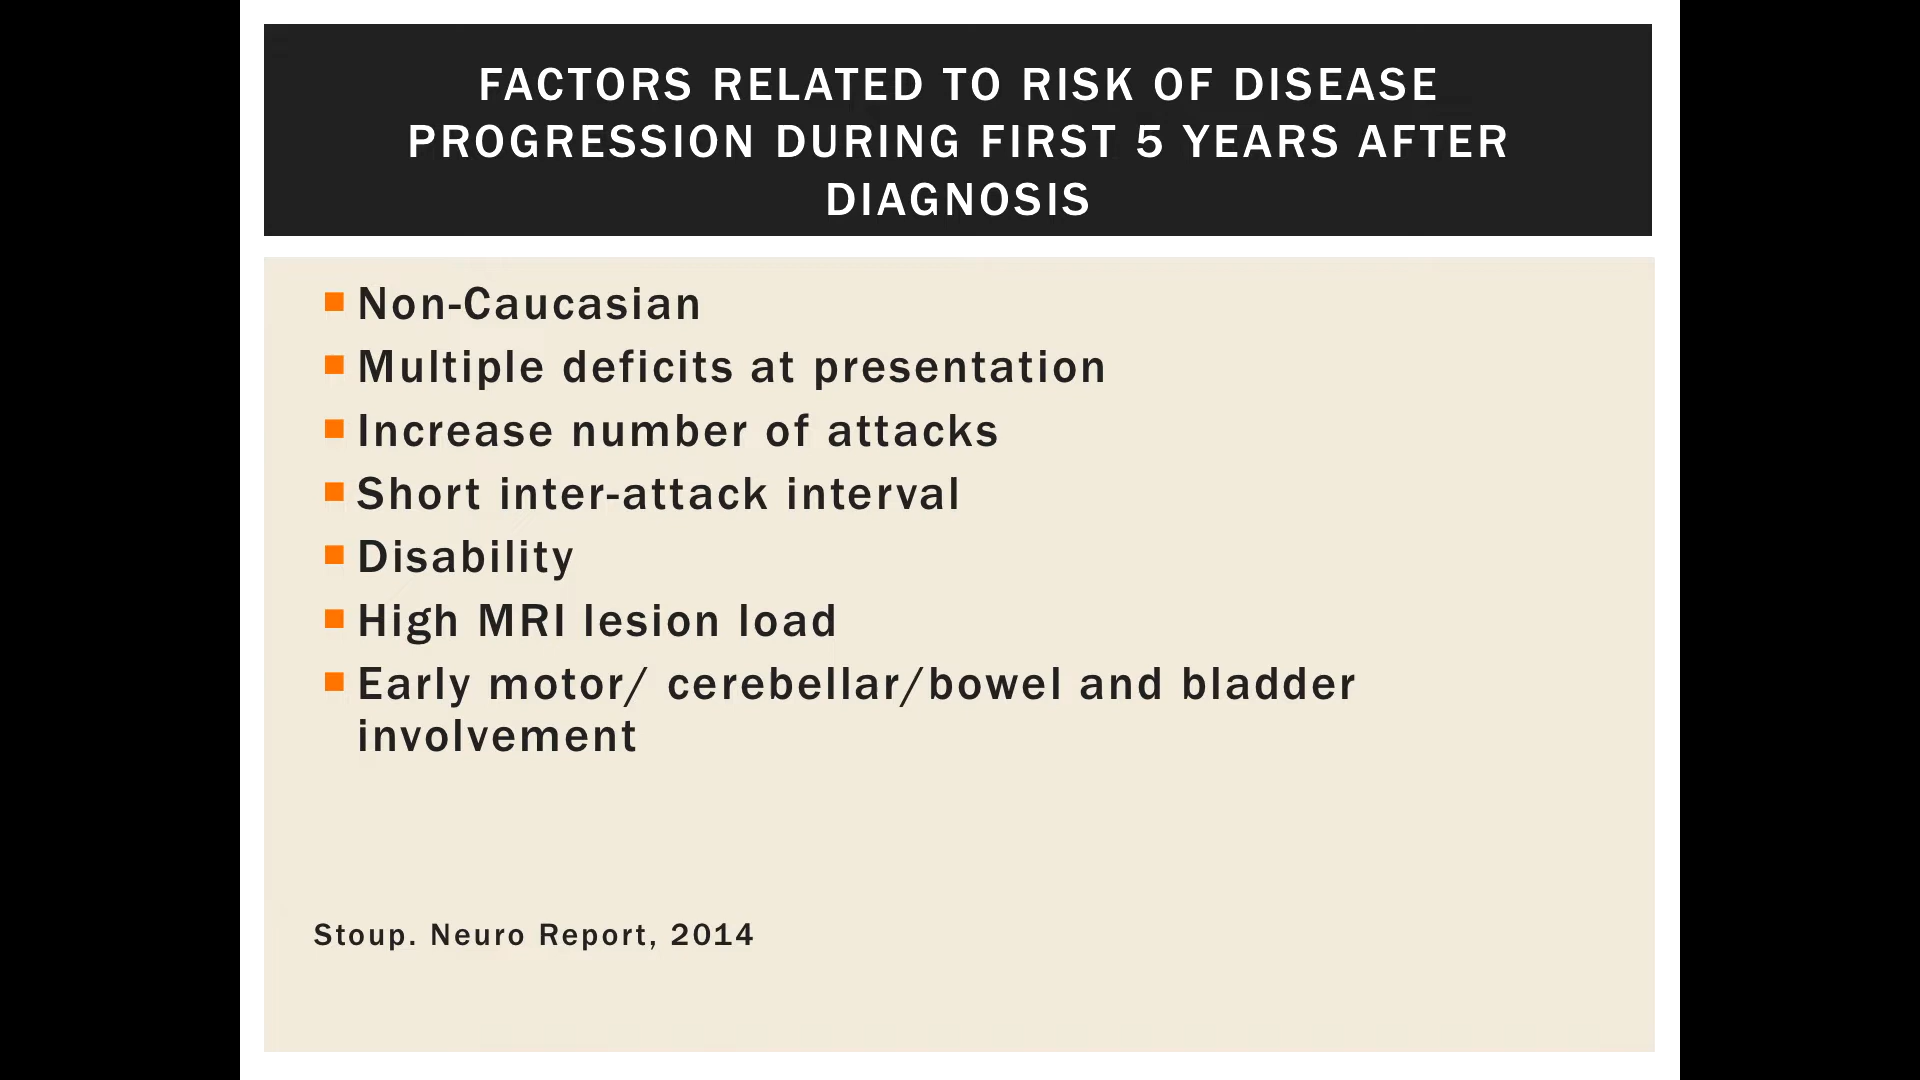 FACTORS RELATED TO RISK OF DISEASE
PROGRESSION DURING FIRST 5 YEARS AFTER
DIAGNOSIS
Non-Caucasian
Multiple deficits at presentation
Increase number of attacks
Short inter-attack interval
Disability
High MRI lesion load
Early motor/ cerebellar/bowel and bladder
involvement
Stoup. Neuro Report, 2014